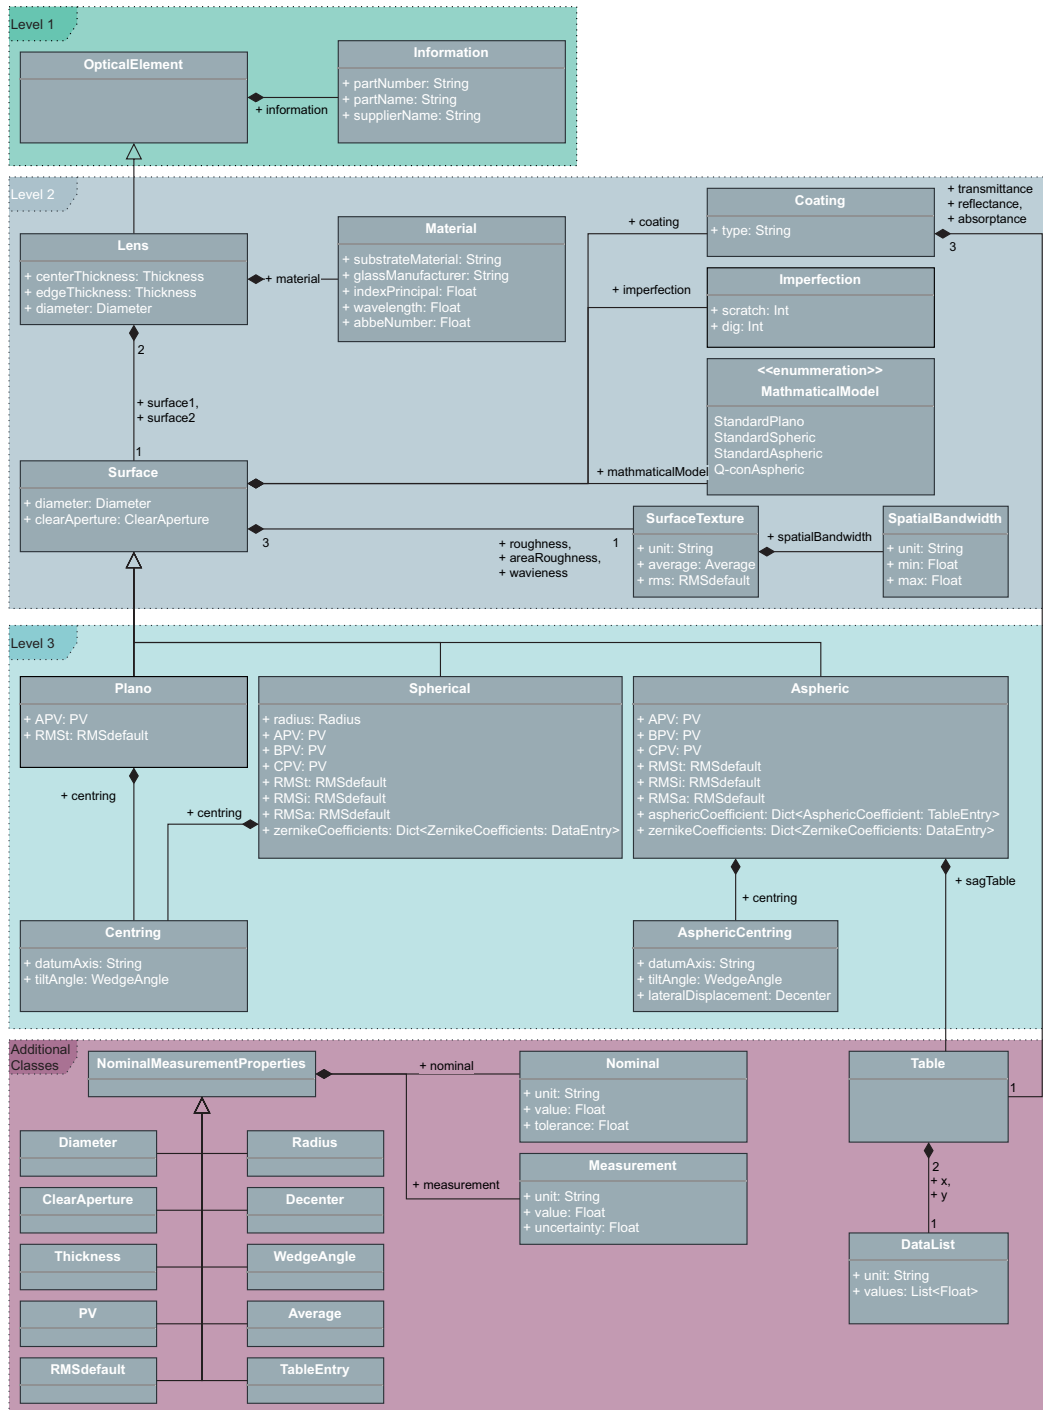 Level 1
OpticalElement
Information
+ partNumber: String
+ partName: String
+ supplierName: String
+ information
Level 2
Lens
+ centerThickness: Thickness
+ edgeThickness: Thickness
+ diameter: Diameter
+ material
Material
+ substrateMaterial: String
+ glassManufacturer: String
+ indexPrincipal: Float
+ wavelength: Float
+ abbeNumber: Float
+ coating
Coating
+ type: String
+ transmittance
+ reflectance,
+ absorptance
3
+ imperfection
Imperfection
+ scratch: Int
+ dig: Int
<<enummeration>>
MathmaticalModel
StandardPlano
StandardSpheric
StandardAspheric
Q-conAspheric
+ mathmaticalModel
2
+ surface1,
+ surface2
1
Surface
+ diameter: Diameter
+ clearAperture: ClearAperture
3
+ roughness,
+ areaRoughness,
+ wavieness
1
SurfaceTexture
+ unit: String
+ average: Average
+ rms: RMSdefault
+ spatialBandwidth
SpatialBandwidth
+ unit: String
+ min: Float
+ max: Float
Level 3
Plano
+ APV: PV
+ RMSt: RMSdefault
Spherical
+ radius: Radius
+ APV: PV
+ BPV: PV
+ CPV: PV
+ RMSt: RMSdefault
+ RMSi: RMSdefault
+ RMSa: RMSdefault
+ zernikeCoefficients: Dict<ZernikeCoefficients: DataEntry>
Aspheric
+ APV: PV
+ BPV: PV
+ CPV: PV
+ RMSt: RMSdefault
+ RMSi: RMSdefault
+ RMSa: RMSdefault
+ asphericCoefficient: Dict<AsphericCoefficient: TableEntry>
+ zernikeCoefficients: Dict<ZernikeCoefficients: DataEntry>
+ centring
+ centring
+ centring
+ sagTable
Centring
+ datumAxis: String
+ tiltAngle: WedgeAngle
AsphericCentring
+ datumAxis: String
+ tiltAngle: WedgeAngle
+ lateralDisplacement: Decenter
Additional
Classes
NominalMeasurementProperties
+ nominal
Nominal
+ unit: String
+ value: Float
+ tolerance: Float
+ measurement
Measurement
+ unit: String
+ value: Float
+ uncertainty: Float
Table
1
2
+ x,
+ y
1
DataList
+ unit: String
+ values: List<Float>
Diameter
Radius
ClearAperture
Decenter
Thickness
WedgeAngle
PV
Average
RMSdefault
TableEntry